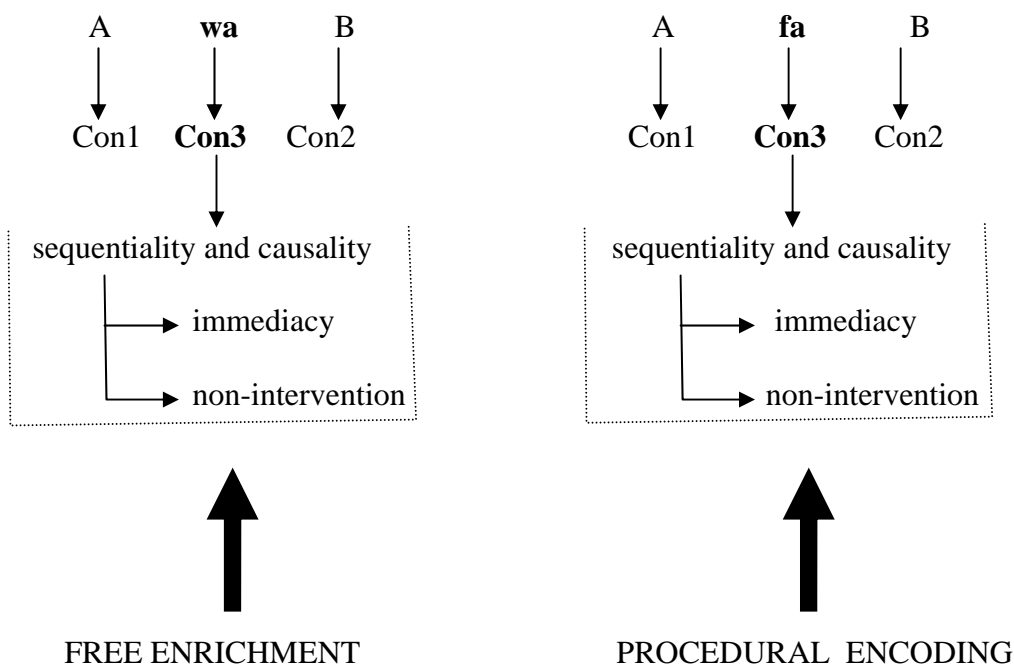 A wa B
Con1 Con3 Con2
sequentiality and causality
immediacy
non-intervention
FREE ENRICHMENT
A fa B
Con1 Con3 Con2
sequentiality and causality
immediacy
non-intervention
PROCEDURAL ENCODING